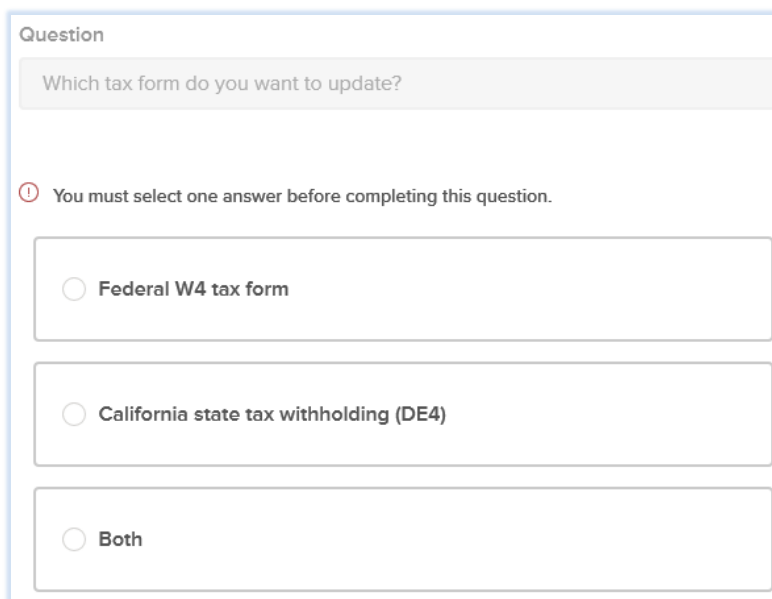 Question
Which tax form do you want to update?
You must select one answer before completing this question.
Federal W4 tax form
California state tax withholding (DE4)
Both